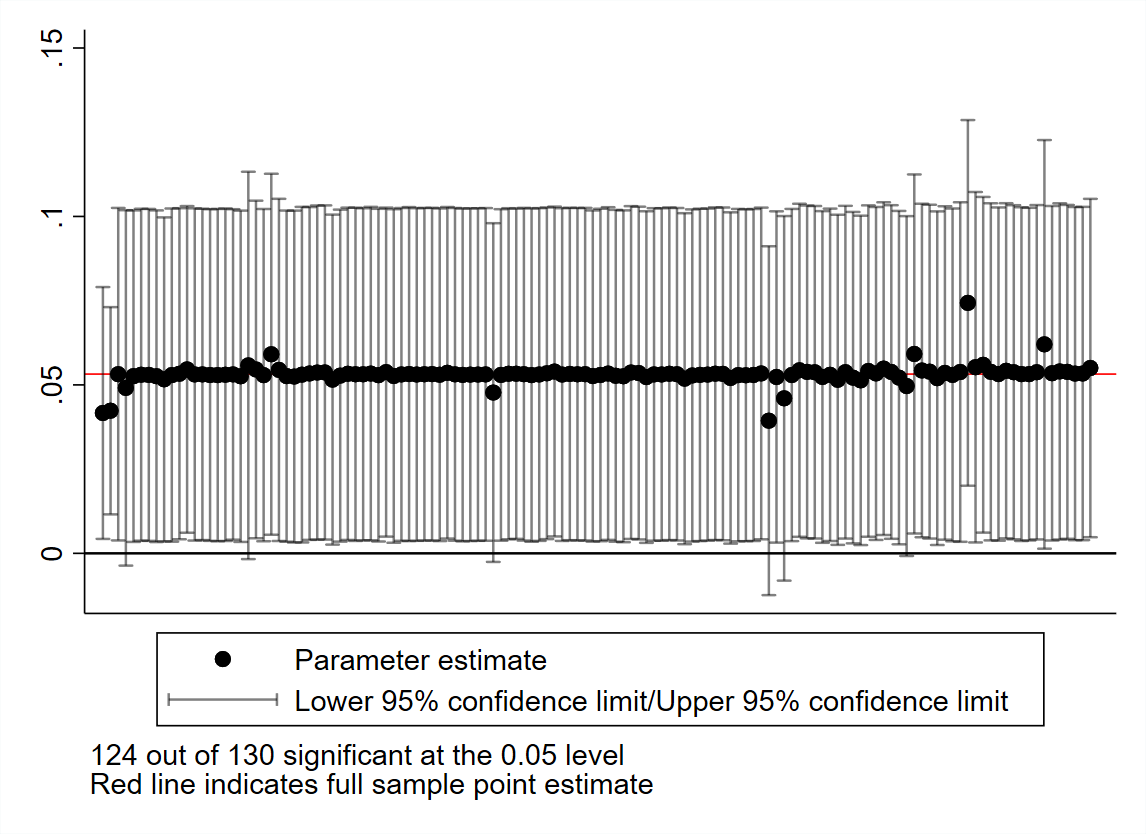 .15
.1
.05
0
Parameter estimate
Lower 95% confidence limit/Upper 95% confidence limit
124 out of 130 significant at the 0.05 level
Red line indicates full sample point estimate